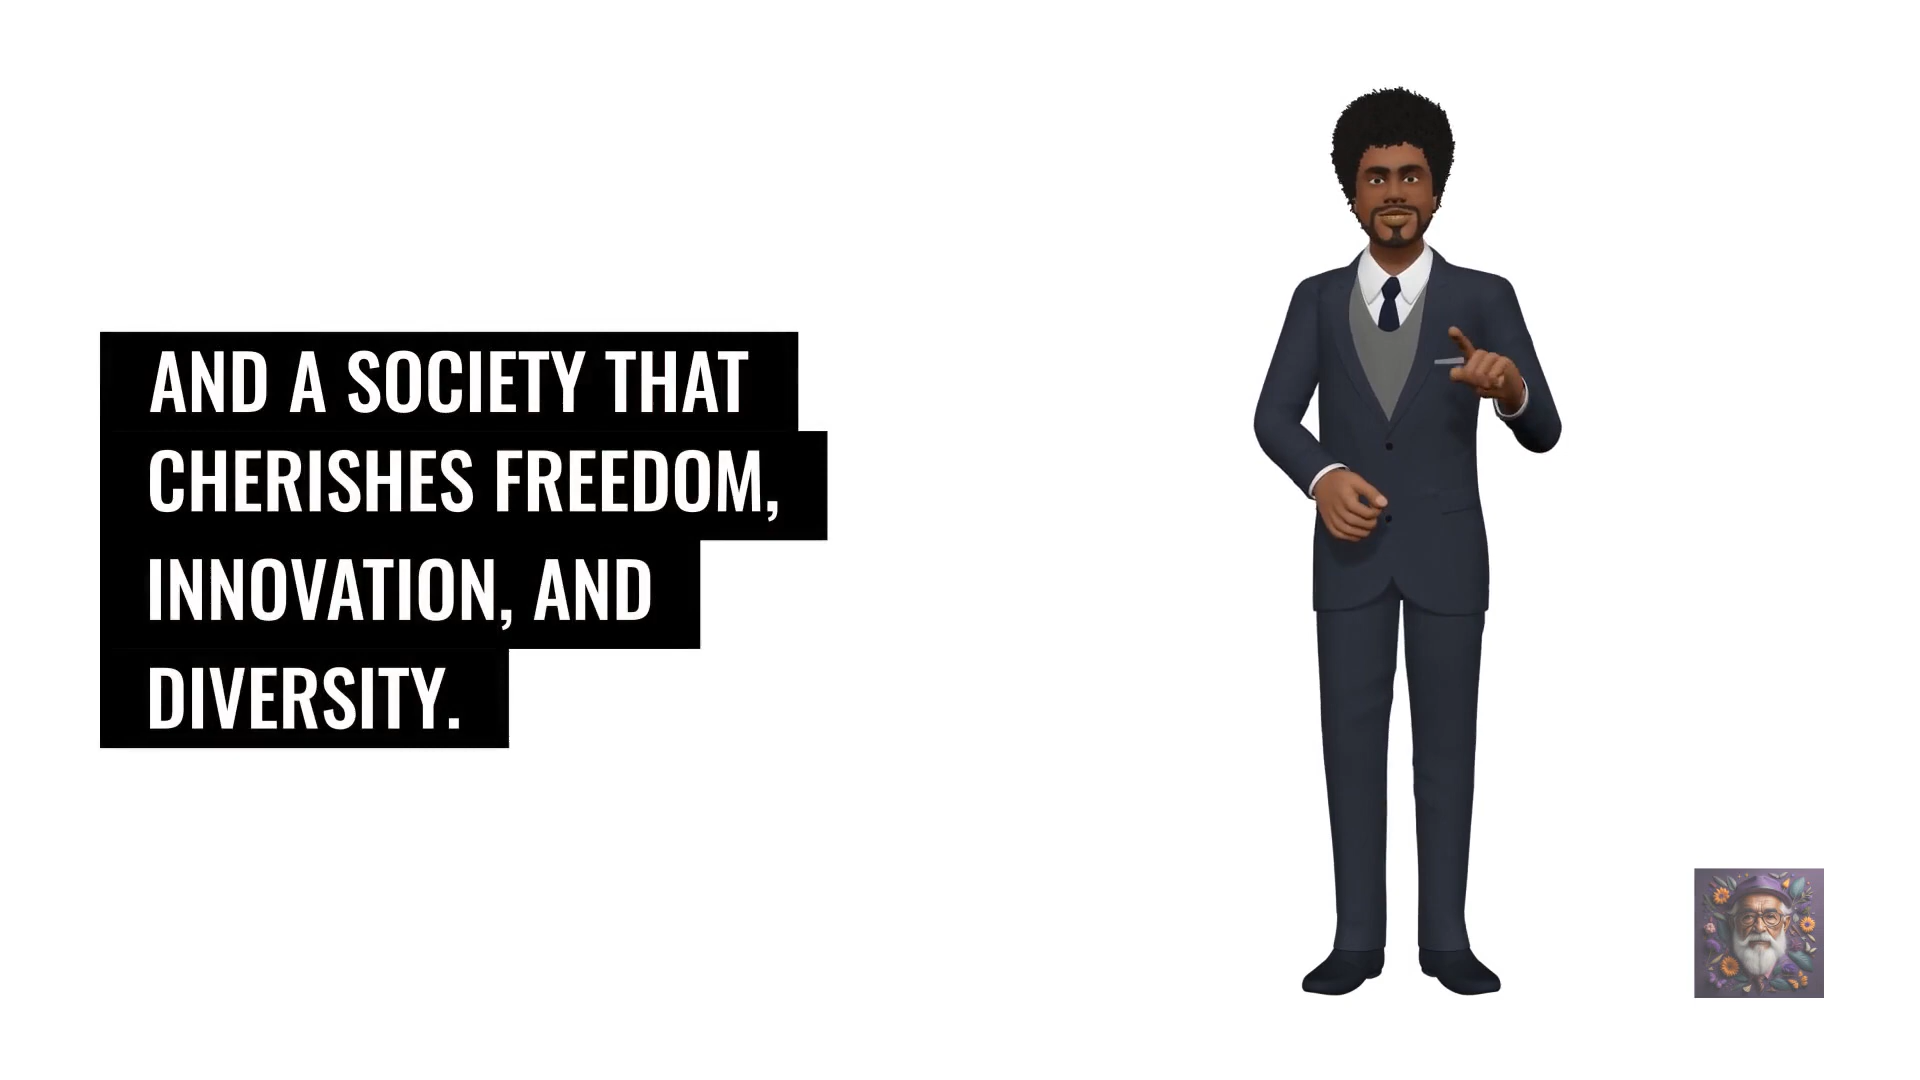 AND A SOCIETY THAT
CHERISHES FREEDOM,
INNOVATION, AND
DIVERSITY.